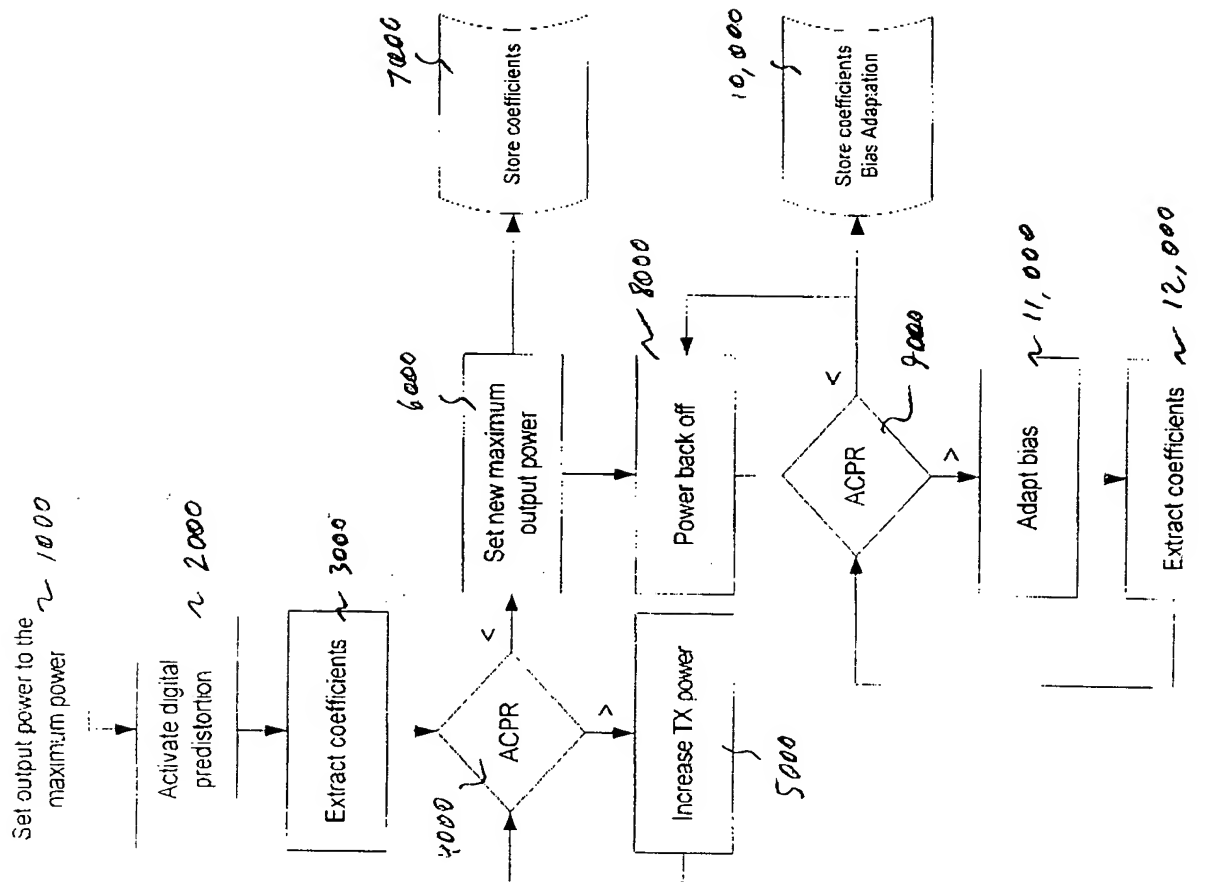 Set output power to the
maximum power
~ 1000
Activate digital
predistortion
~ 2000
Extract coefficients
~ 3000
ACPR
4000
<
>
Increase TX power
5000
Set new maximum
output power
6000
Store coefficients
7000
Power back off
~ 8000
ACPR
9000
<
>
Store coefficients
Bias Adaptation
10,000
Adapt bias
~ 11,000
Extract coefficients
~ 12,000